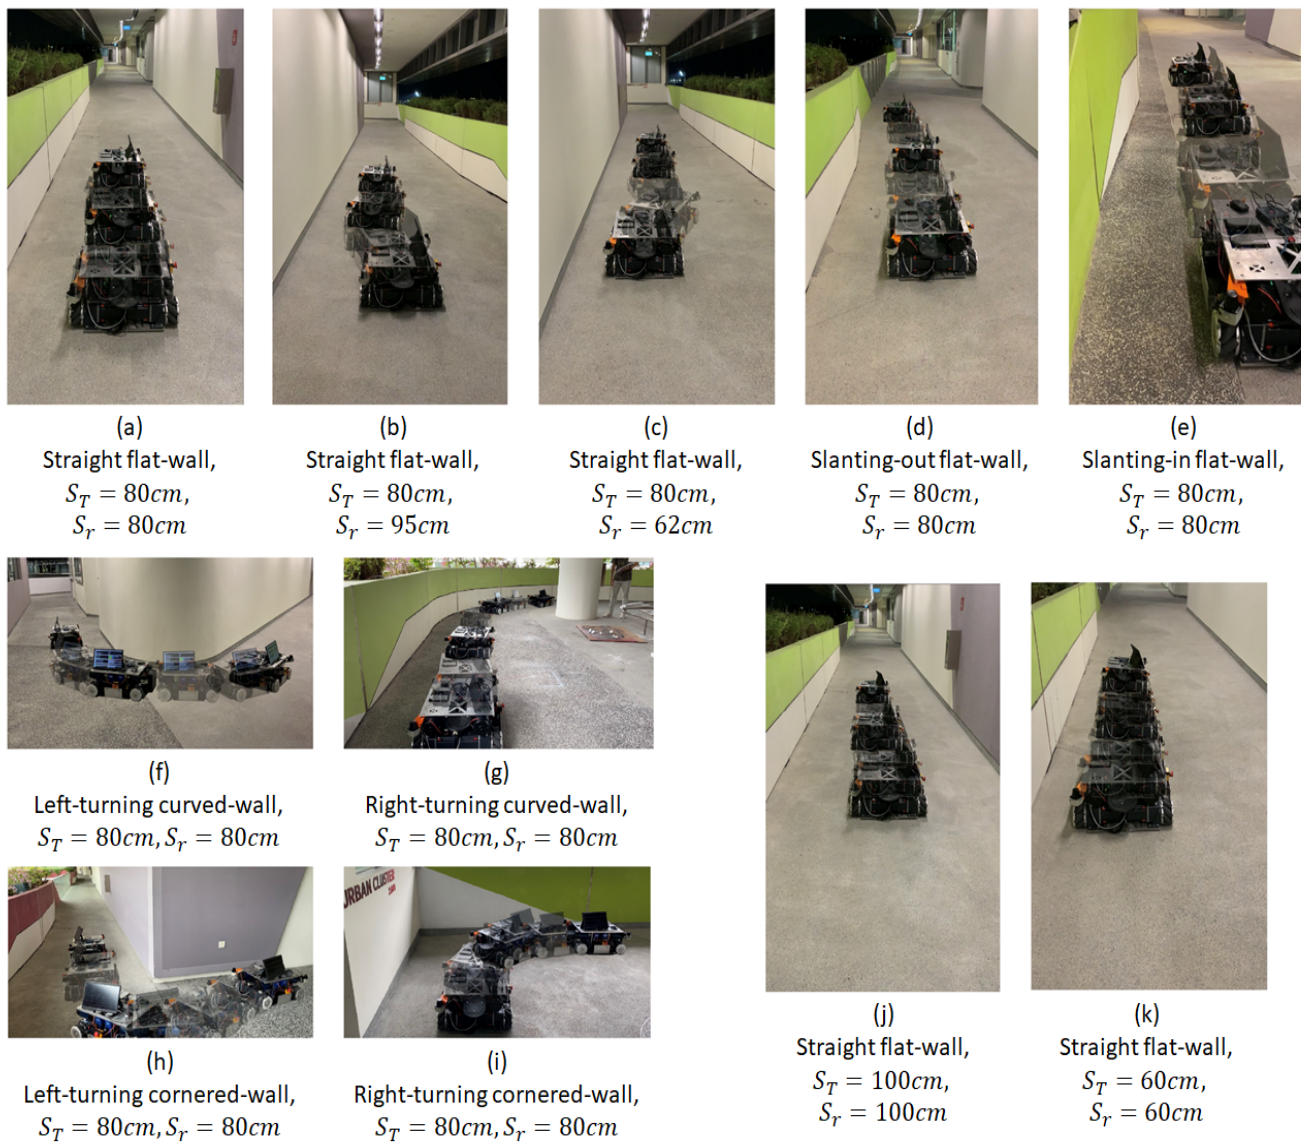 (a)
Straight flat-wall,
S_T = 80cm,
S_r = 80cm
(b)
Straight flat-wall,
S_T = 80cm,
S_r = 95cm
(c)
Straight flat-wall,
S_T = 80cm,
S_r = 62cm
(d)
Slanting-out flat-wall,
S_T = 80cm,
S_r = 80cm
(e)
Slanting-in flat-wall,
S_T = 80cm,
S_r = 80cm
(f)
Left-turning curved-wall,
S_T = 80cm, S_r = 80cm
(g)
Right-turning curved-wall,
S_T = 80cm, S_r = 80cm
URBAN CLUSTER
(h)
Left-turning cornered-wall,
S_T = 80cm, S_r = 80cm
(i)
Right-turning cornered-wall,
S_T = 80cm, S_r = 80cm
(j)
Straight flat-wall,
S_T = 100cm,
S_r = 100cm
(k)
Straight flat-wall,
S_T = 60cm,
S_r = 60cm